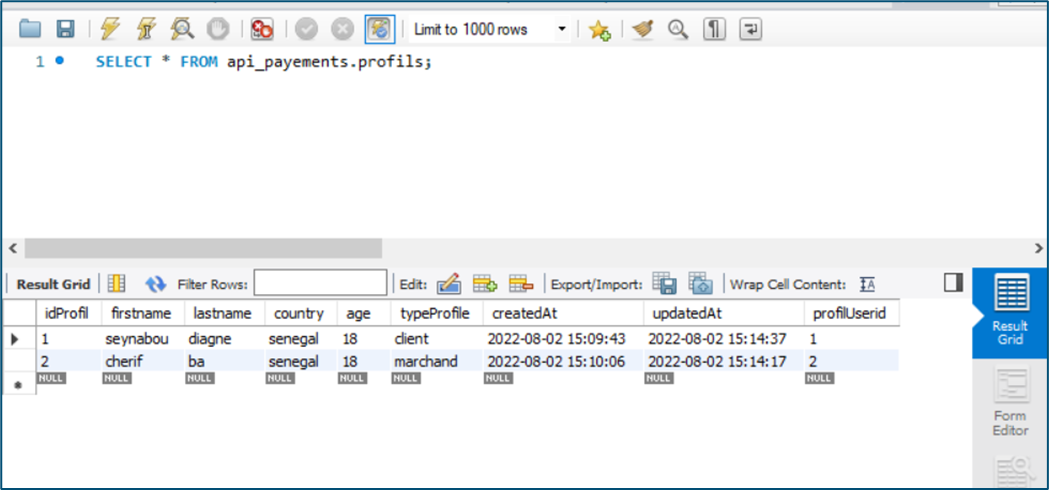 Limit to 1000 rows
1 SELECT * FROM api_payements.profils;
Result Grid Filter Rows: Edit: Export/Import: Wrap Cell Content:
idProfil firstname lastname country age typeProfile createdAt updatedAt profilUserid
1 seynabou diagne senegal 18 client 2022-08-02 15:09:43 2022-08-02 15:14:37 1
2 cherif ba senegal 18 marchand 2022-08-02 15:10:06 2022-08-02 15:14:17 2
NULL NULL NULL NULL NULL NULL NULL NULL NULL
Result
Grid
Form
Editor